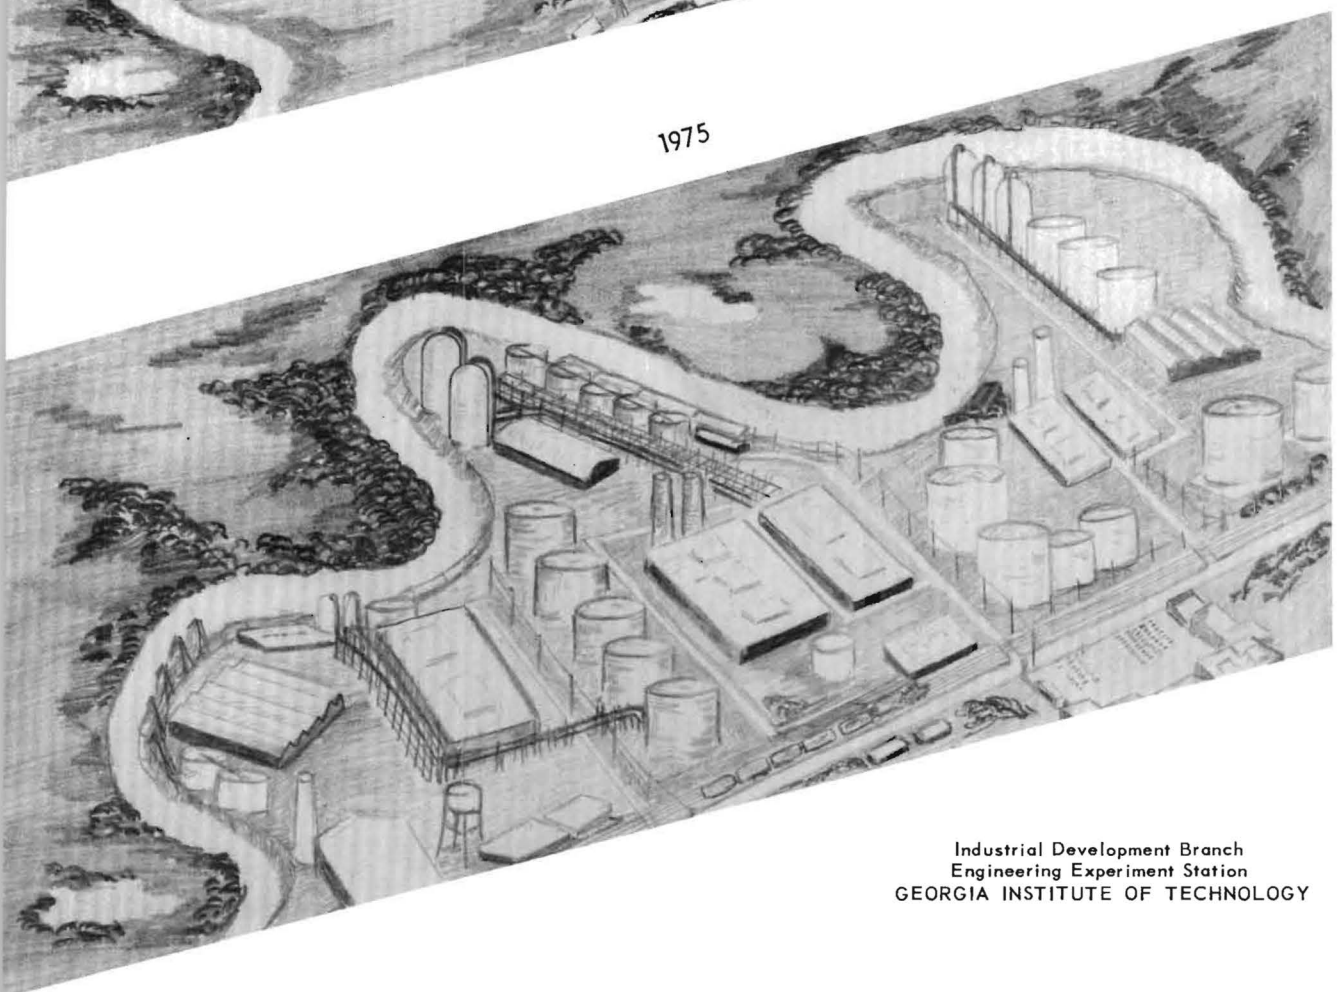 1975
Industrial Development Branch
Engineering Experiment Station
GEORGIA INSTITUTE OF TECHNOLOGY